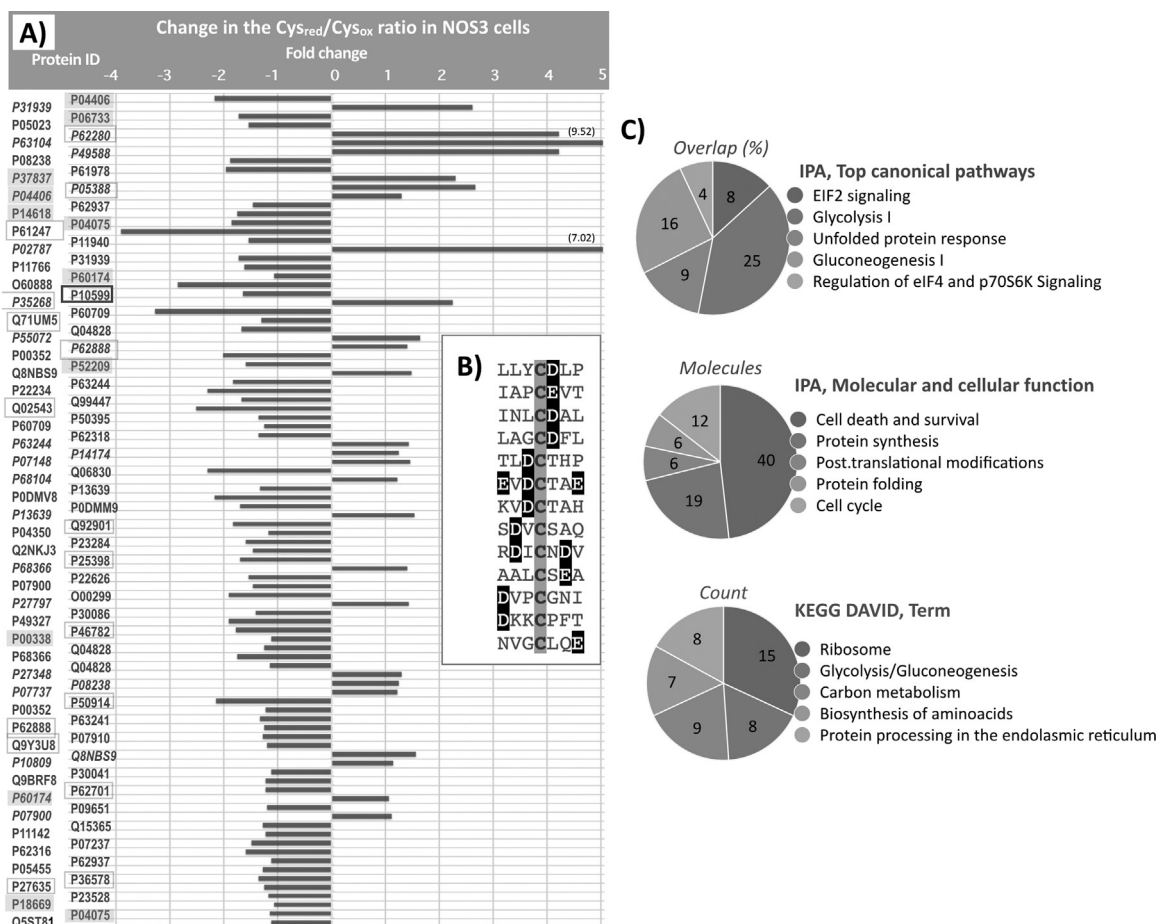 A)
Change in the Cysred/Cysox ratio in NOS3 cells
Protein ID
Fold change
-4 -3 -2 -1 0 1 2 3 4 5
P04406
P31939
P06733
P05023
P62280
(9.52)
P63104
P49588
P08238
P61978
P37837
P05388
P04406
P62937
P14618
P04075
P61247
P11940
(7.02)
P02787
P31939
P11766
P60174
O60888
P10599
P35268
P60709
Q71UM5
Q04828
P55072
P62888
P00352
P52209
Q8NBS9
P63244
P22234
Q99447
Q02543
P50395
P60709
P62318
P63244
P14174
P07148
Q06830
P68104
P13639
P0DMV8
P0DMM9
P13639
Q92901
P04350
P23284
Q2NKJ3
P25398
P68366
P22626
P07900
O00299
P27797
P30086
P49327
P46782
P00338
Q04828
P68366
Q04828
P27348
P08238
P07737
P50914
P00352
P63241
P62888
P07910
Q9Y3U8
Q8NBS9
P10809
P30041
Q9BRF8
P62701
P60174
P09651
P07900
Q15365
P11142
P07237
P62316
P62937
P05455
P36578
P27635
P23528
P18669
P04075
Q5ST81
B)
LLYCDLP
IAPCEVT
INLCDAL
LAGCDFL
TLDCTHP
EVDCTAE
KVDCTAH
SDVCSAQ
RDICNDV
AALCSEA
DVPCGNI
DKKCPFT
NVGCLQE
C)
Overlap (%)
4 8
16
25
9
IPA, Top canonical pathways
EIF2 signaling
Glycolysis I
Unfolded protein response
Gluconeogenesis I
Regulation of eIF4 and p70S6K Signaling
Molecules
12
6
6
40
19
IPA, Molecular and cellular function
Cell death and survival
Protein synthesis
Post.translational modifications
Protein folding
Cell cycle
Count
8
15
7
9
8
KEGG DAVID, Term
Ribosome
Glycolysis/Gluconeogenesis
Carbon metabolism
Biosynthesis of aminoacids
Protein processing in the endolasmic reticulum